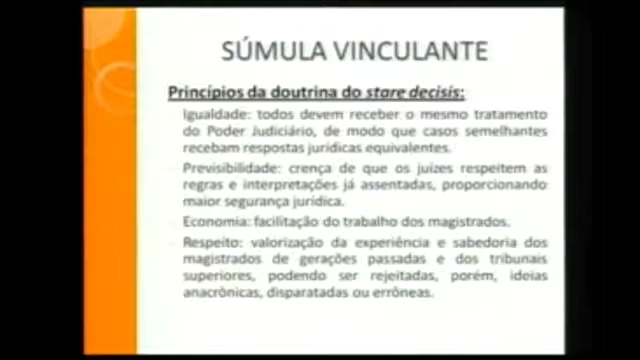 SÚMULA VINCULANTE
Princípios da doutrina do stare decisis:
Igualdade: todos devem receber o mesmo tratamento
do Poder Judiciário, de modo que casos semelhantes
recebam respostas jurídicas equivalentes.
Previsibilidade: crença de que os juízes respeitem as
regras e interpretações já assentadas, proporcionando
maior segurança jurídica.
Economia: facilitação do trabalho dos magistrados.
Respeito: valorização da experiência e sabedoria dos
magistrados de gerações passadas e dos tribunais
superiores, podendo ser rejeitadas, porém, ideias
anacrônicas, disparatadas ou errôneas.